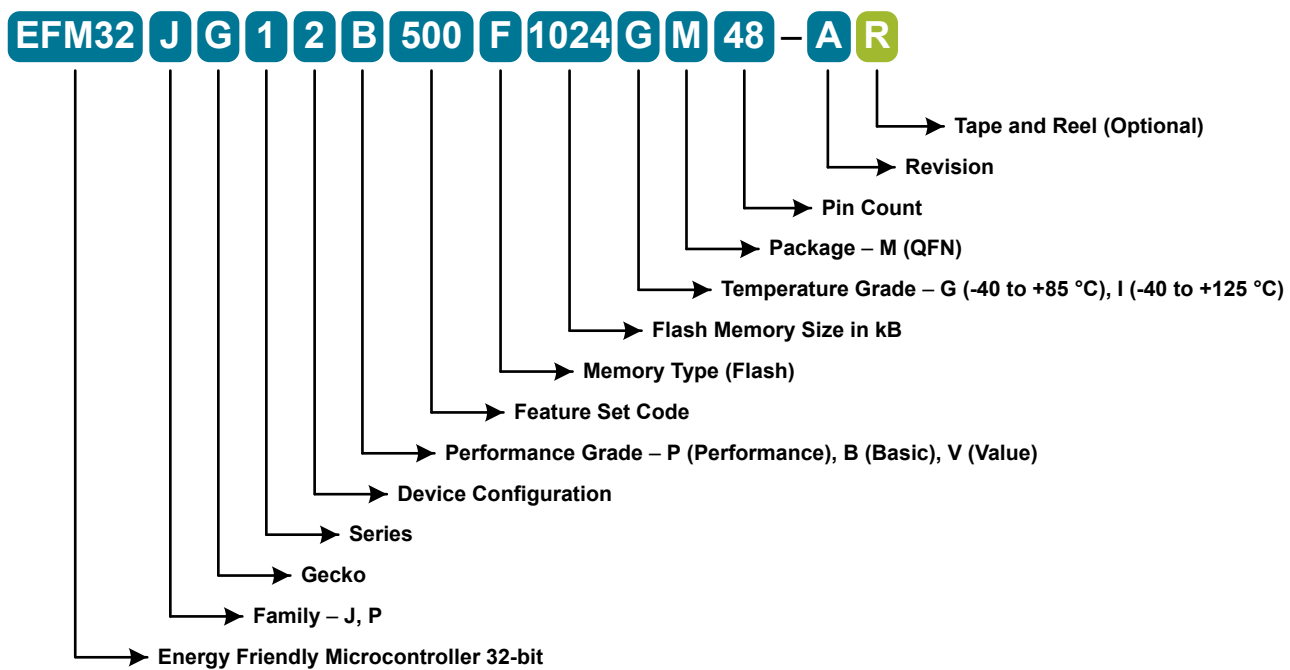 EFM32 J G 1 2 B 500 F 1024 G M 48 – A R
Tape and Reel (Optional)
Revision
Pin Count
Package – M (QFN)
Temperature Grade – G (-40 to +85 °C), I (-40 to +125 °C)
Flash Memory Size in kB
Memory Type (Flash)
Feature Set Code
Performance Grade – P (Performance), B (Basic), V (Value)
Device Configuration
Series
Gecko
Family – J, P
Energy Friendly Microcontroller 32-bit